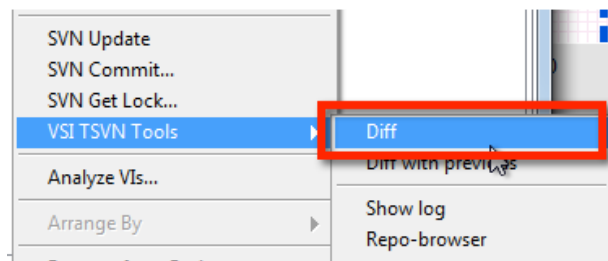 SVN Update
SVN Commit...
SVN Get Lock...
VSI TSVN Tools
Analyze VIs...
Arrange By
Diff
Diff with previous
Show log
Repo-browser